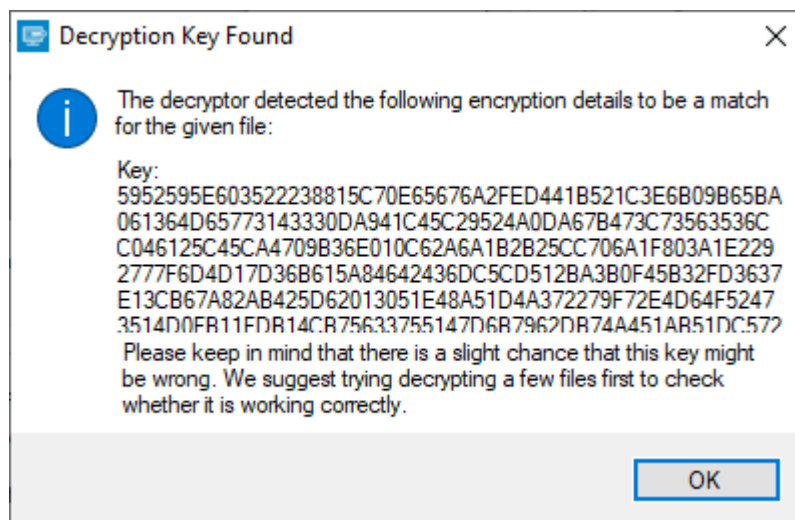 Decryption Key Found
The decryptor detected the following encryption details to be a match
for the given file:
Key:
5952595E603522238815C70E65676A2FED441B521C3E6B09B65BA
061364D65773143330DA941C45C29524A0DA67B473C73563536C
C046125C45CA4709B36E010C62A6A1B2B25CC706A1F803A1E229
2777F6D4D17D36B615A84642436DC5CD512BA3B0F45B32FD3637
E13CB67A82AB425D62013051E48A51D4A372279F72E4D64F5247
3514D0FB11FDB14CB75633755147D6B7962DB74A451AB51DC572
Please keep in mind that there is a slight chance that this key might
be wrong. We suggest trying decrypting a few files first to check
whether it is working correctly.
OK